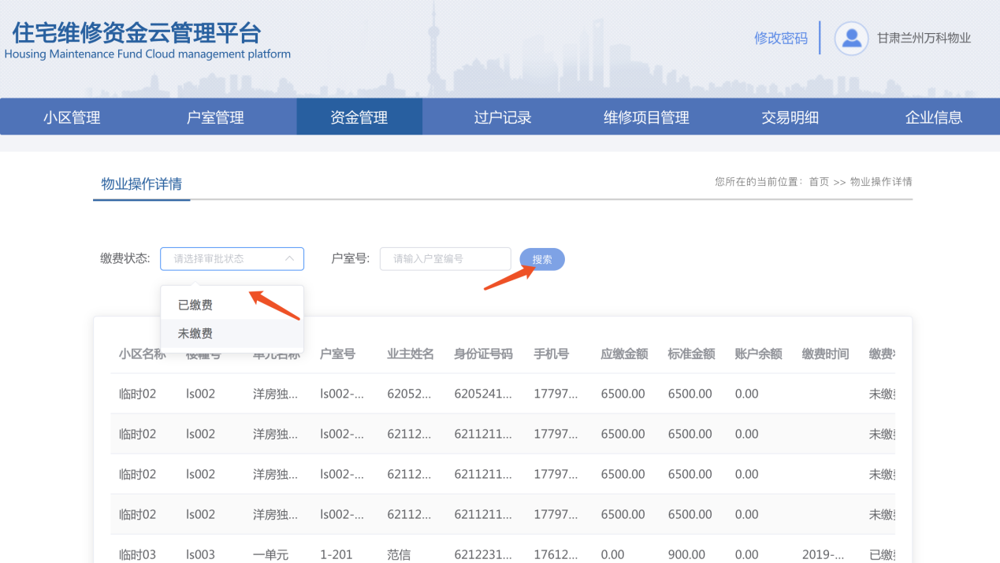 住宅维修资金云管理平台
Housing Maintenance Fund Cloud management platform
修改密码 甘肃兰州万科物业
小区管理 户室管理 资金管理 过户记录 维修项目管理 交易明细 企业信息
物业操作详情 您所在的当前位置：首页 >> 物业操作详情
缴费状态: 请选择审批状态 户室号: 请输入户室编号 搜索
已缴费
未缴费
小区名称 楼幢号 单元名称 户室号 业主姓名 身份证号码 手机号 应缴金额 标准金额 账户余额 缴费时间 缴费
临时02 ls002 洋房独... ls002-... 62052... 6205241... 17797... 6500.00 6500.00 0.00 未缴
临时02 ls002 洋房独... ls002-... 62112... 6211211... 17797... 6500.00 6500.00 0.00 未缴
临时02 ls002 洋房独... ls002-... 62112... 6211211... 17797... 6500.00 6500.00 0.00 未缴
临时02 ls002 洋房独... ls002-... 62112... 6211211... 17797... 6500.00 6500.00 0.00 未缴
临时03 ls003 一单元 1-201 范信 6212231... 17612... 0.00 900.00 0.00 2019-... 已缴